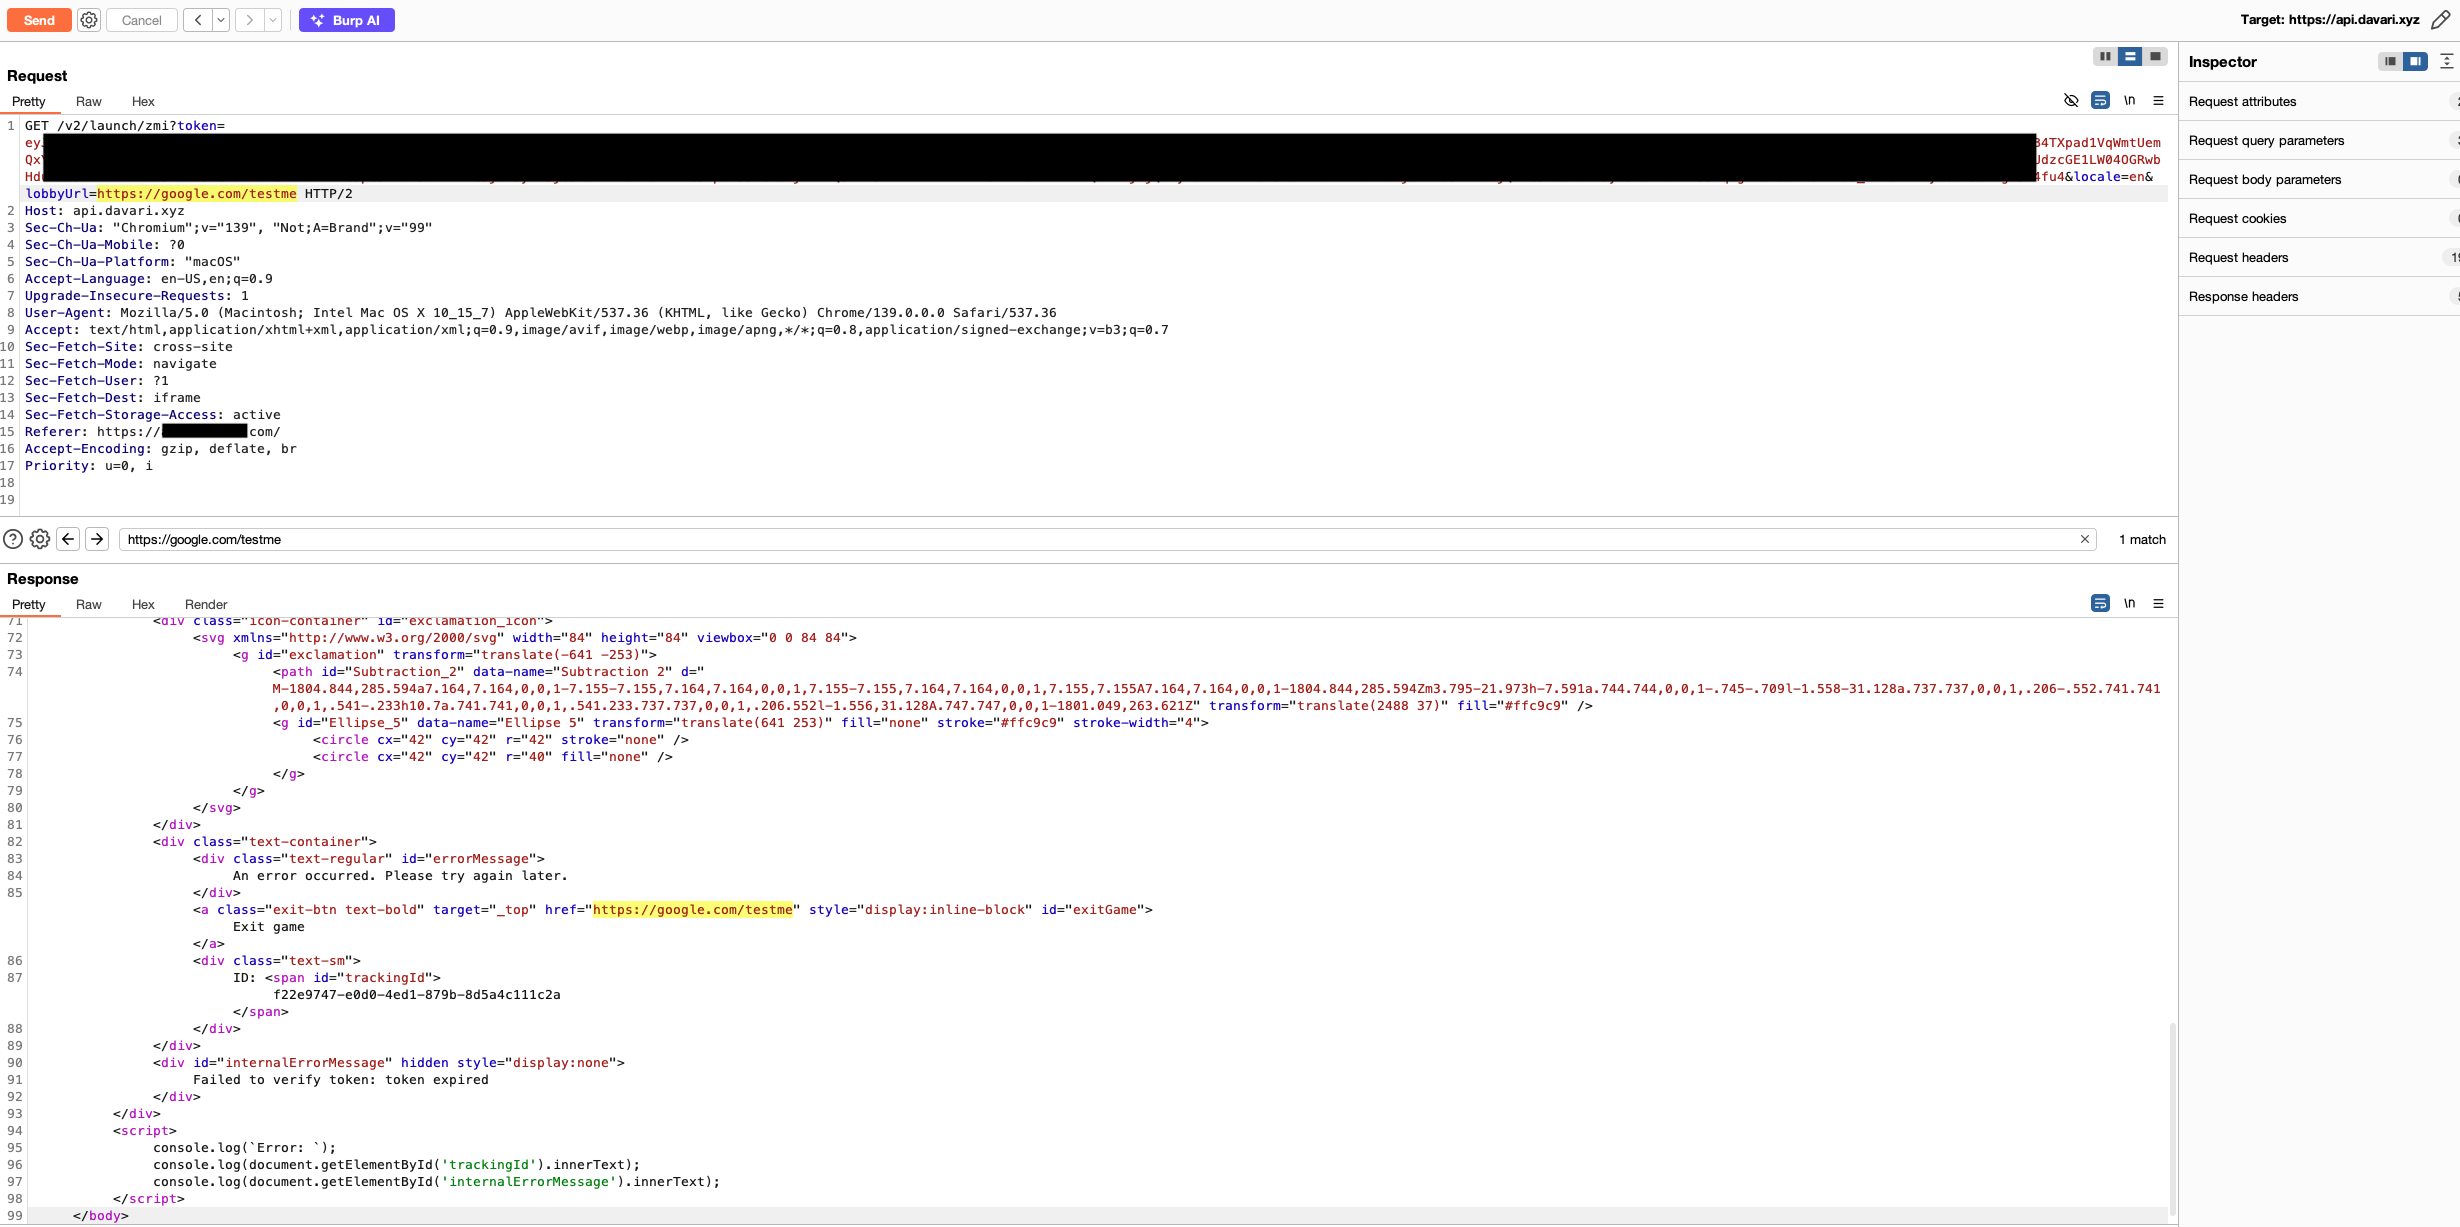 Send Cancel Burp AI Target: https://api.davari.xyz
Request
Pretty Raw Hex \n
1 GET /v2/launch/zmi?token=
34TXpad1VqWmtUem
QxY JdzcGE1LW04OGRwb
4fu4&locale=en&
lobbyUrl=https://google.com/testme HTTP/2
2 Host: api.davari.xyz
3 Sec-Ch-Ua: "Chromium";v="139", "Not;A=Brand";v="99"
4 Sec-Ch-Ua-Mobile: ?0
5 Sec-Ch-Ua-Platform: "macOS"
6 Accept-Language: en-US,en;q=0.9
7 Upgrade-Insecure-Requests: 1
8 User-Agent: Mozilla/5.0 (Macintosh; Intel Mac OS X 10_15_7) AppleWebKit/537.36 (KHTML, like Gecko) Chrome/139.0.0.0 Safari/537.36
9 Accept: text/html,application/xhtml+xml,application/xml;q=0.9,image/avif,image/webp,image/apng,*/*;q=0.8,application/signed-exchange;v=b3;q=0.7
10 Sec-Fetch-Site: cross-site
11 Sec-Fetch-Mode: navigate
12 Sec-Fetch-User: ?1
13 Sec-Fetch-Dest: iframe
14 Sec-Fetch-Storage-Access: active
15 Referer: https:// com/
16 Accept-Encoding: gzip, deflate, br
17 Priority: u=0, i
18
19
https://google.com/testme 1 match
Response
Pretty Raw Hex Render \n
71 <div class="icon-container" id="exclamation_icon">
72 <svg xmlns="http://www.w3.org/2000/svg" width="84" height="84" viewbox="0 0 84 84">
73 <g id="exclamation" transform="translate(-641 -253)">
74 <path id="Subtraction_2" data-name="Subtraction 2" d="
M-1804.844,285.594a7.164,7.164,0,0,1-7.155-7.155,7.164,7.164,0,0,1,7.155-7.155,7.164,7.164,0,0,1,7.155,7.155A7.164,7.164,0,0,1-1804.844,285.594Zm3.795-21.973h-7.591a.744.744,0,0,1-.745-.709l-1.558-31.128a.737.737,0,0,1,.206-.552.741.741
,0,0,1,.541-.233h10.7a.741.741,0,0,1,.541.233.737.737,0,0,1,.206.552l-1.556,31.128A.747.747,0,0,1-1801.049,263.621Z" transform="translate(2488 37)" fill="#ffc9c9" />
75 <g id="Ellipse_5" data-name="Ellipse 5" transform="translate(641 253)" fill="none" stroke="#ffc9c9" stroke-width="4">
76 <circle cx="42" cy="42" r="42" stroke="none" />
77 <circle cx="42" cy="42" r="40" fill="none" />
78 </g>
79 </g>
80 </svg>
81 </div>
82 <div class="text-container">
83 <div class="text-regular" id="errorMessage">
84 An error occurred. Please try again later.
85 </div>
<a class="exit-btn text-bold" target="_top" href="https://google.com/testme" style="display:inline-block" id="exitGame">
Exit game
</a>
86 <div class="text-sm">
87 ID: <span id="trackingId">
f22e9747-e0d0-4ed1-879b-8d5a4c111c2a
</span>
88 </div>
89 </div>
90 <div id="internalErrorMessage" hidden style="display:none">
91 Failed to verify token: token expired
92 </div>
93 </div>
94 <script>
95 console.log(`Error: `);
96 console.log(document.getElementById('trackingId').innerText);
97 console.log(document.getElementById('internalErrorMessage').innerText);
98 </script>
99 </body>
Inspector
Request attributes
Request query parameters
Request body parameters
Request cookies
Request headers
Response headers